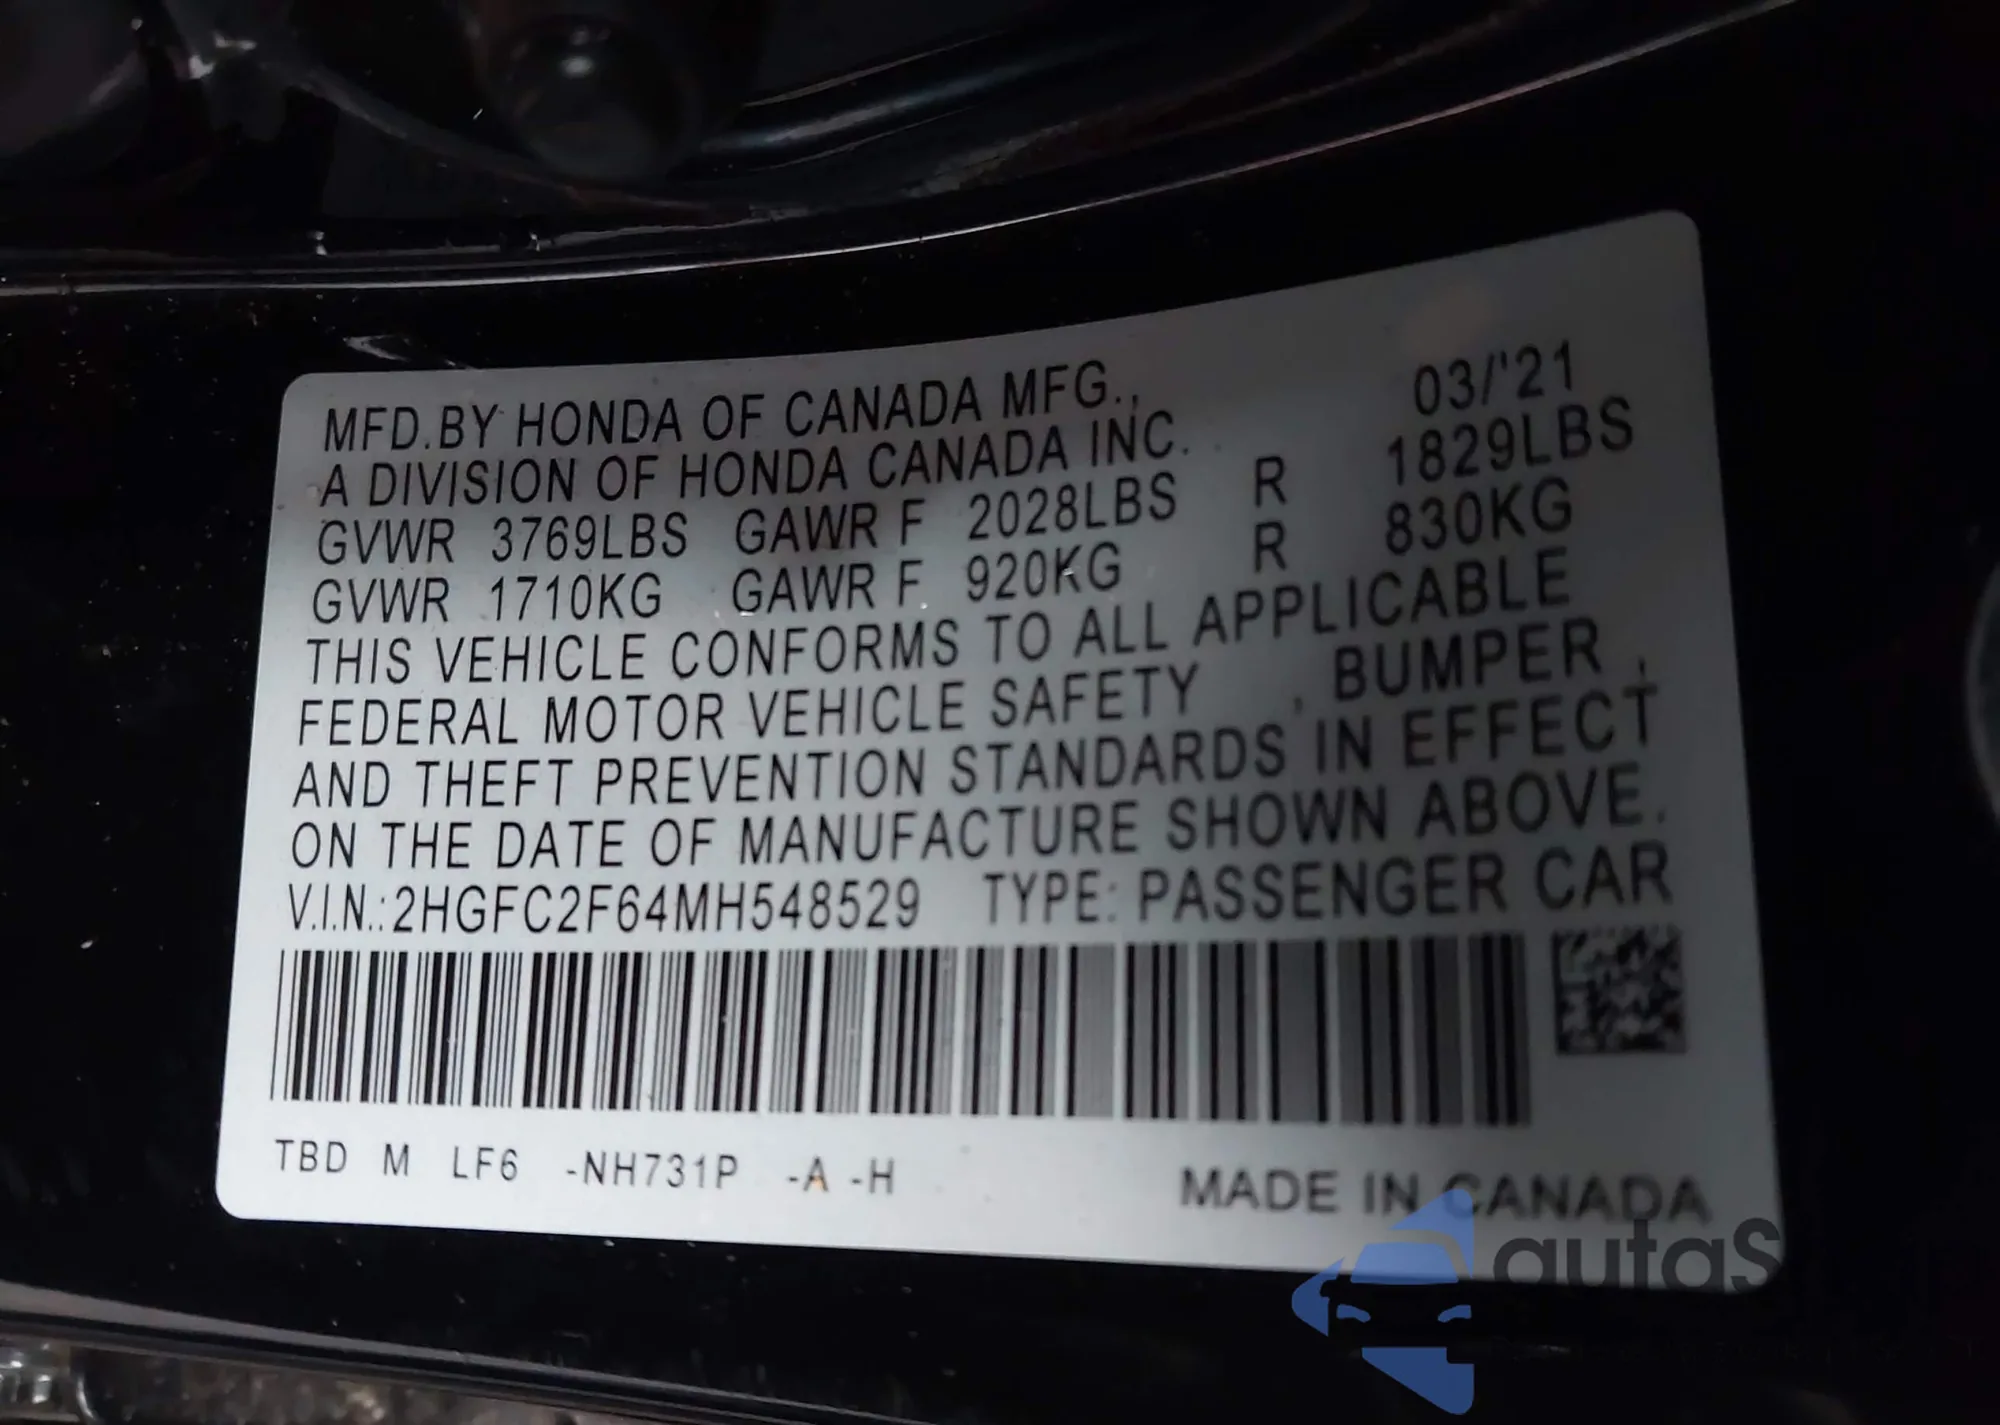 MFD.BY HONDA OF CANADA MFG., 03/'21
A DIVISION OF HONDA CANADA INC.
GVWR 3769LBS GAWR F 2028LBS R 1829LBS
GVWR 1710KG GAWR F 920KG R 830KG
THIS VEHICLE CONFORMS TO ALL APPLICABLE
FEDERAL MOTOR VEHICLE SAFETY , BUMPER ,
AND THEFT PREVENTION STANDARDS IN EFFECT
ON THE DATE OF MANUFACTURE SHOWN ABOVE.
V.I.N.:2HGFC2F64MH548529 TYPE: PASSENGER CAR
TBD M LF6 -NH731P -A -H
MADE IN CANADA